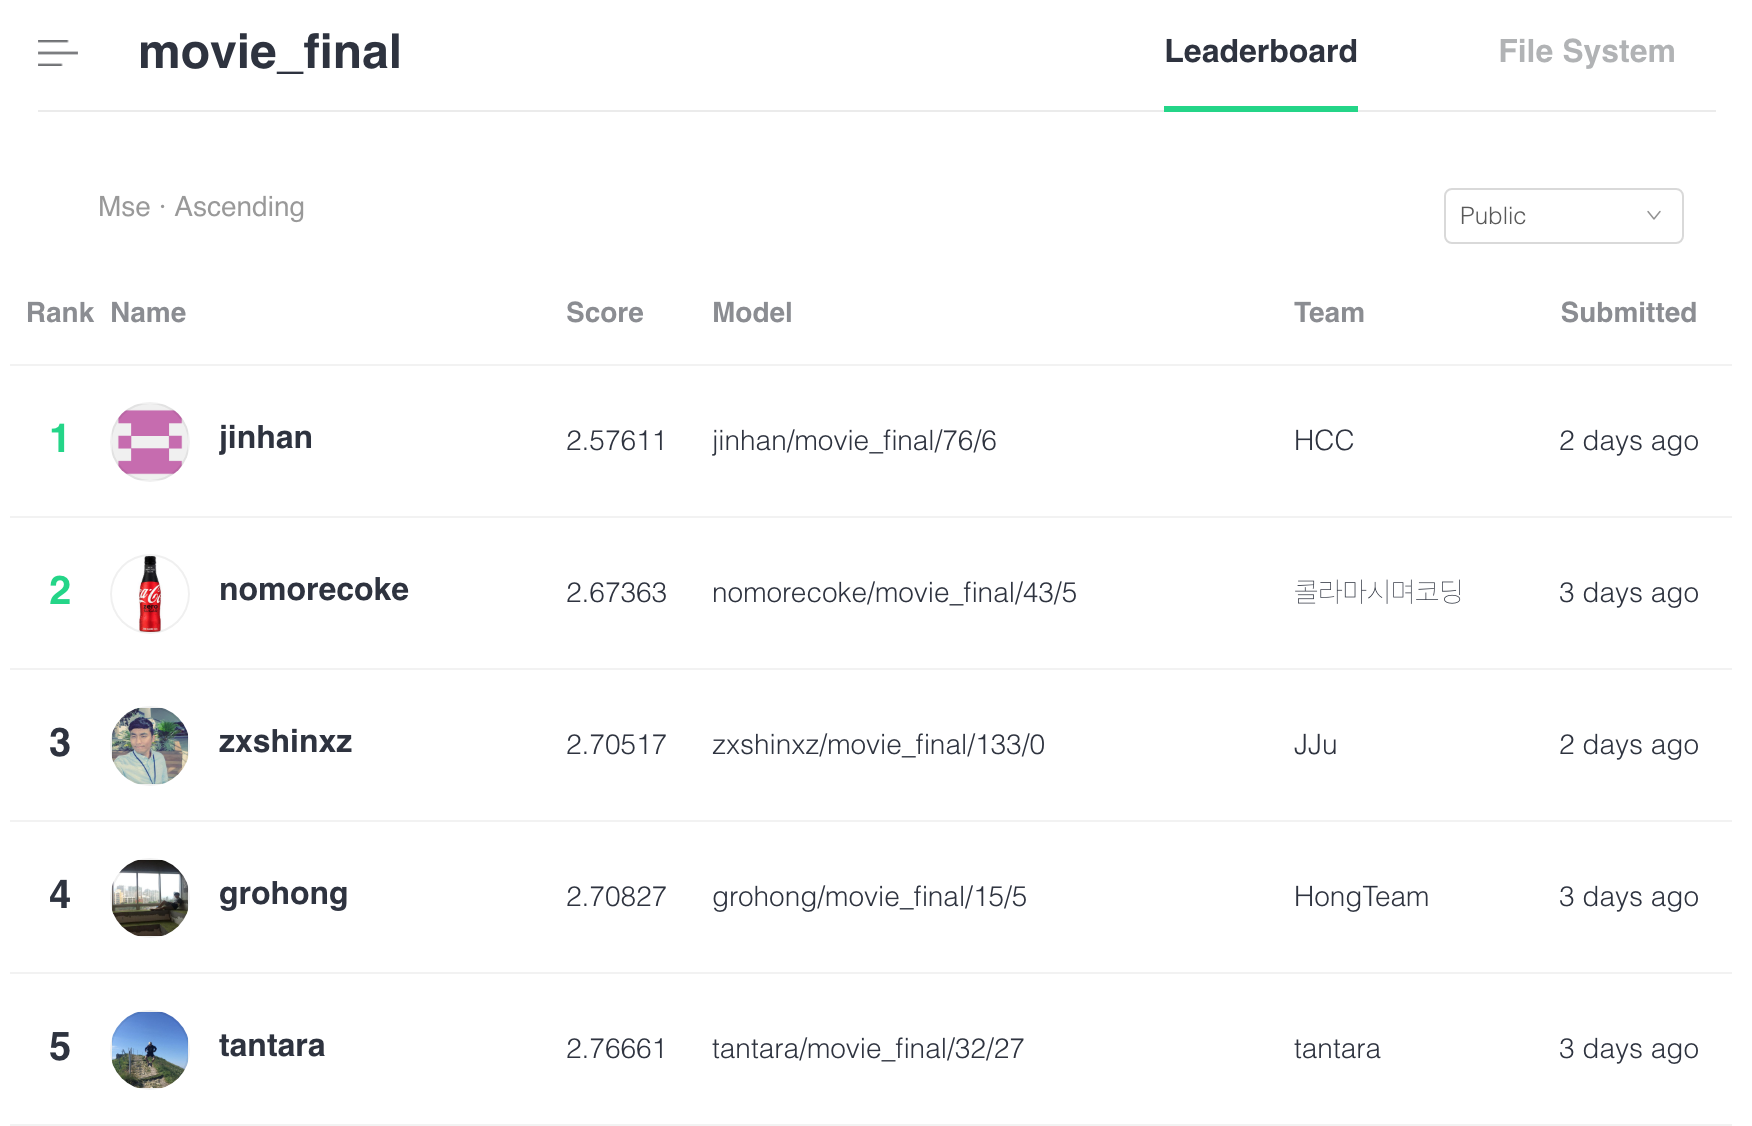 movie_final Leaderboard File System
Mse · Ascending Public
Rank Name Score Model Team Submitted
1 jinhan 2.57611 jinhan/movie_final/76/6 HCC 2 days ago
2 nomorecoke 2.67363 nomorecoke/movie_final/43/5 콜라마시며코딩 3 days ago
3 zxshinxz 2.70517 zxshinxz/movie_final/133/0 JJu 2 days ago
4 grohong 2.70827 grohong/movie_final/15/5 HongTeam 3 days ago
5 tantara 2.76661 tantara/movie_final/32/27 tantara 3 days ago